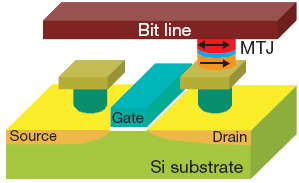 Bit line
MTJ
Gate
Source
Drain
Si substrate